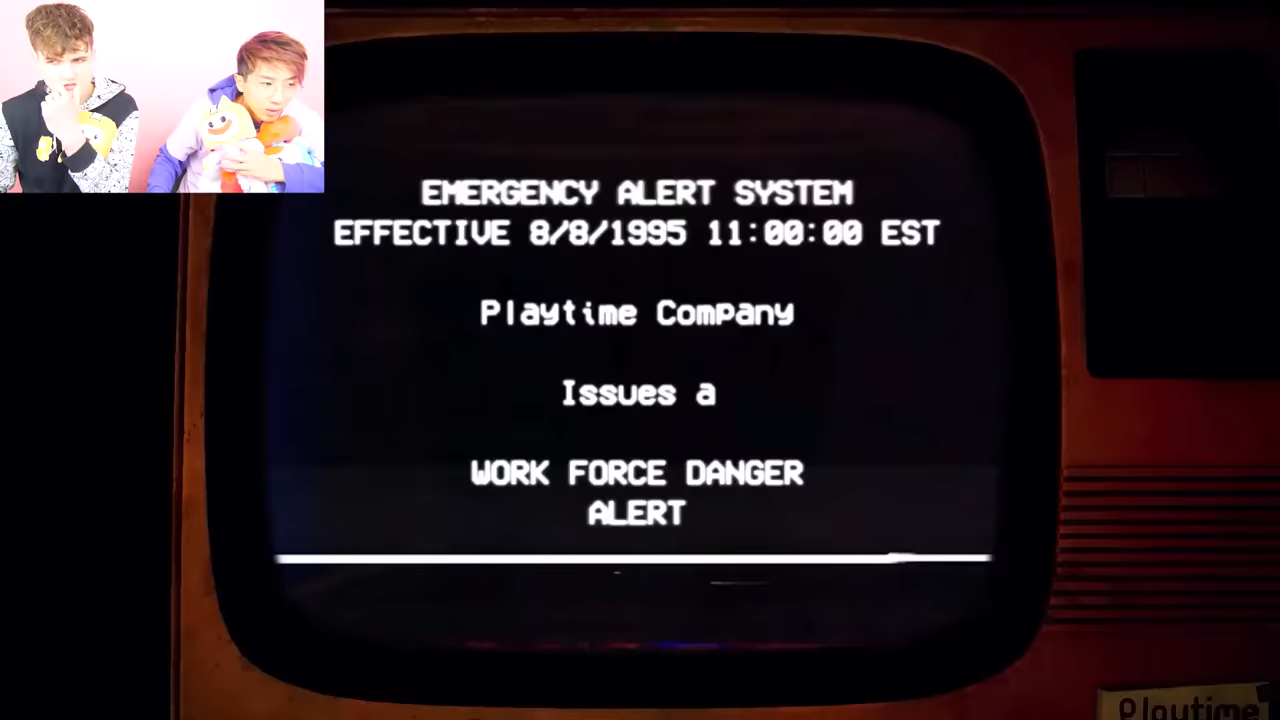 EMERGENCY ALERT SYSTEM
EFFECTIVE 8/8/1995 11:00:00 EST
Playtime Company
Issues a
WORK FORCE DANGER
ALERT
Playtime